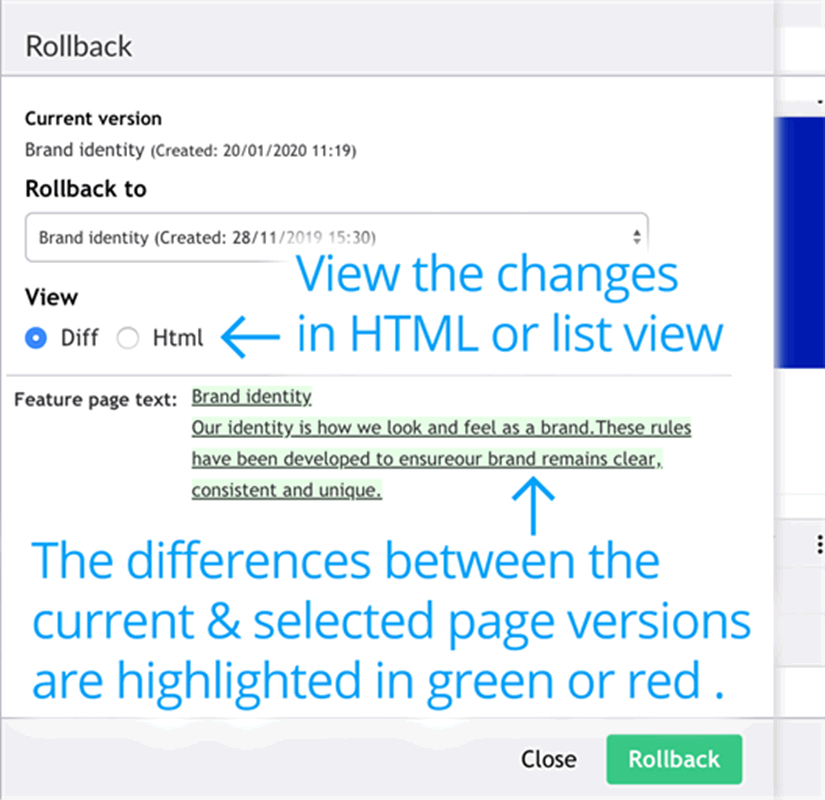 Rollback
Current version
Brand identity (Created: 20/01/2020 11:19)
Rollback to
Brand identity (Created: 28/11/2019 15:30)
View the changes
in HTML or list view
View
Diff
Html
Feature page text:
Brand identity
Our identity is how we look and feel as a brand.These rules
have been developed to ensureour brand remains clear,
consistent and unique.
The differences between the
current & selected page versions
are highlighted in green or red .
Close
Rollback